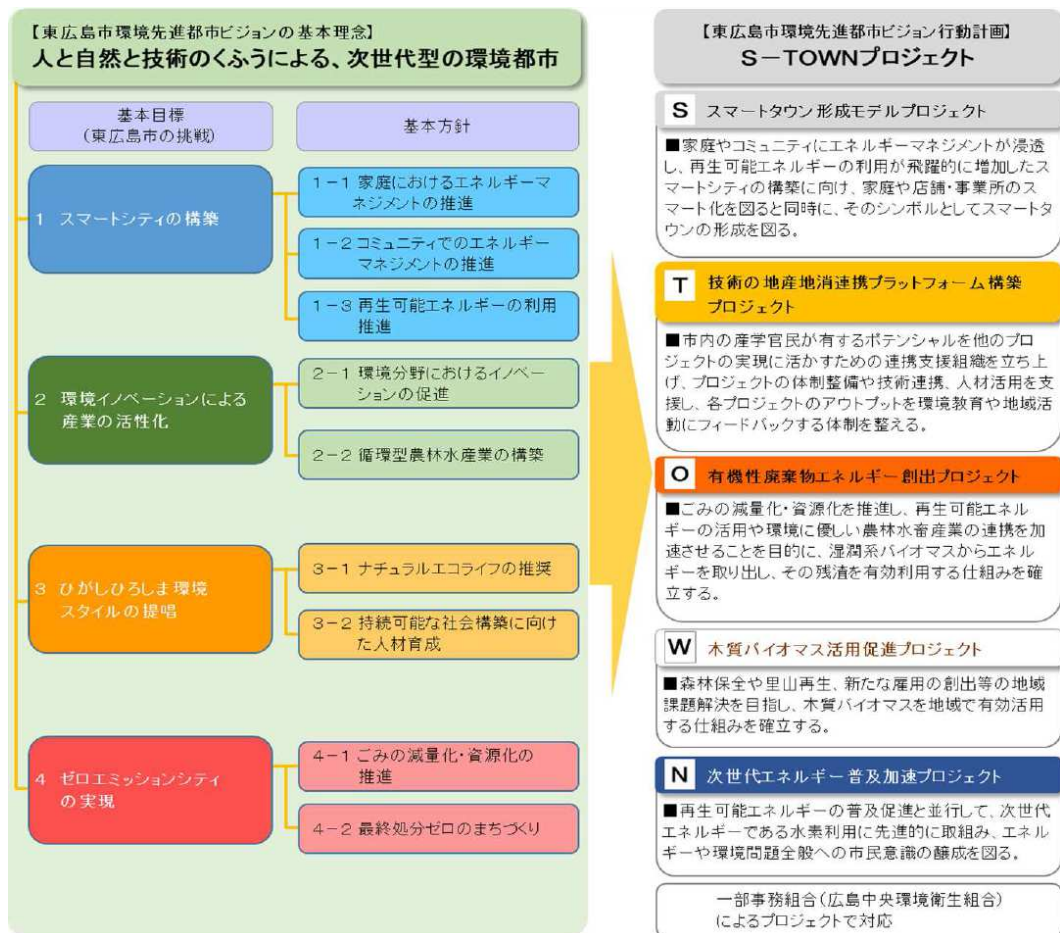 【東広島市環境先進都市ビジョンの基本理念】
人と自然と技術のくふうによる、次世代型の環境都市
基本目標
(東広島市の挑戦)
基本方針
1 スマートシティの構築
1-1 家庭におけるエネルギーマ
ネジメントの推進
1-2 コミュニティでのエネルギー
マネジメントの推進
1-3 再生可能エネルギーの利用
推進
2 環境イノベーションによる
産業の活性化
2-1 環境分野におけるイノベー
ションの促進
2-2 循環型農林水産業の構築
3 ひがしひろしま環境
スタイルの提唱
3-1 ナチュラルエコライフの推奨
3-2 持続可能な社会構築に向け
た人材育成
4 ゼロエミッションシティ
の実現
4-1 ごみの減量化・資源化の
推進
4-2 最終処分ゼロのまちづくり
【東広島市環境先進都市ビジョン行動計画】
S-TOWNプロジェクト
S スマートタウン形成モデルプロジェクト
■家庭やコミュニティにエネルギーマネジメントが浸透
し、再生可能エネルギーの利用が飛躍的に増加したス
マートシティの構築に向け、家庭や店舗・事業所のス
マート化を図ると同時に、そのシンボルとしてスマートタ
ウンの形成を図る。
T 技術の地産地消連携プラットフォーム構築
プロジェクト
■市内の産学官民が有するポテンシャルを他のプロ
ジェクトの実現に活かすための連携支援組織を立ち上
げ、プロジェクトの体制整備や技術連携、人材活用を支
援し、各プロジェクトのアウトプットを環境教育や地域活
動にフィードバックする体制を整える。
O 有機性廃棄物エネルギー創出プロジェクト
■ごみの減量化・資源化を推進し、再生可能エネル
ギーの活用や環境に優しい農林水畜産業の連携を加
速させることを目的に、湿潤系バイオマスからエネル
ギーを取り出し、その残渣を有効利用する仕組みを確
立する。
W 木質バイオマス活用促進プロジェクト
■森林保全や里山再生、新たな雇用の創出等の地域
課題解決を目指し、木質バイオマスを地域で有効活用
する仕組みを確立する。
N 次世代エネルギー普及加速プロジェクト
■再生可能エネルギーの普及促進と並行して、次世代
エネルギーである水素利用に先進的に取組み、エネル
ギーや環境問題全般への市民意識の醸成を図る。
一部事務組合(広島中央環境衛生組合)
によるプロジェクトで対応